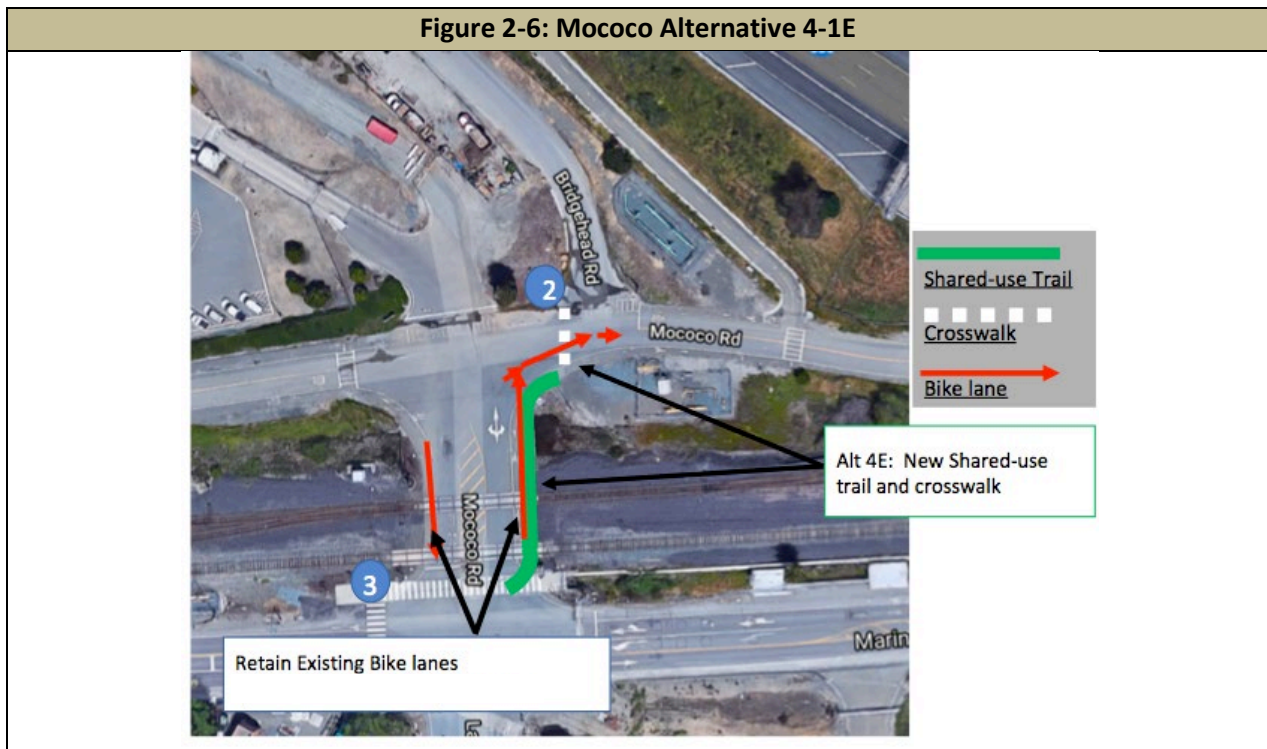 Figure 2-6: Mococo Alternative 4-1E
Bridgehead Rd
2
Mococo Rd
Shared-use Trail
Crosswalk
Bike lane
Alt 4E: New Shared-use
trail and crosswalk
Mococo Rd
3
Marin
Retain Existing Bike lanes
La